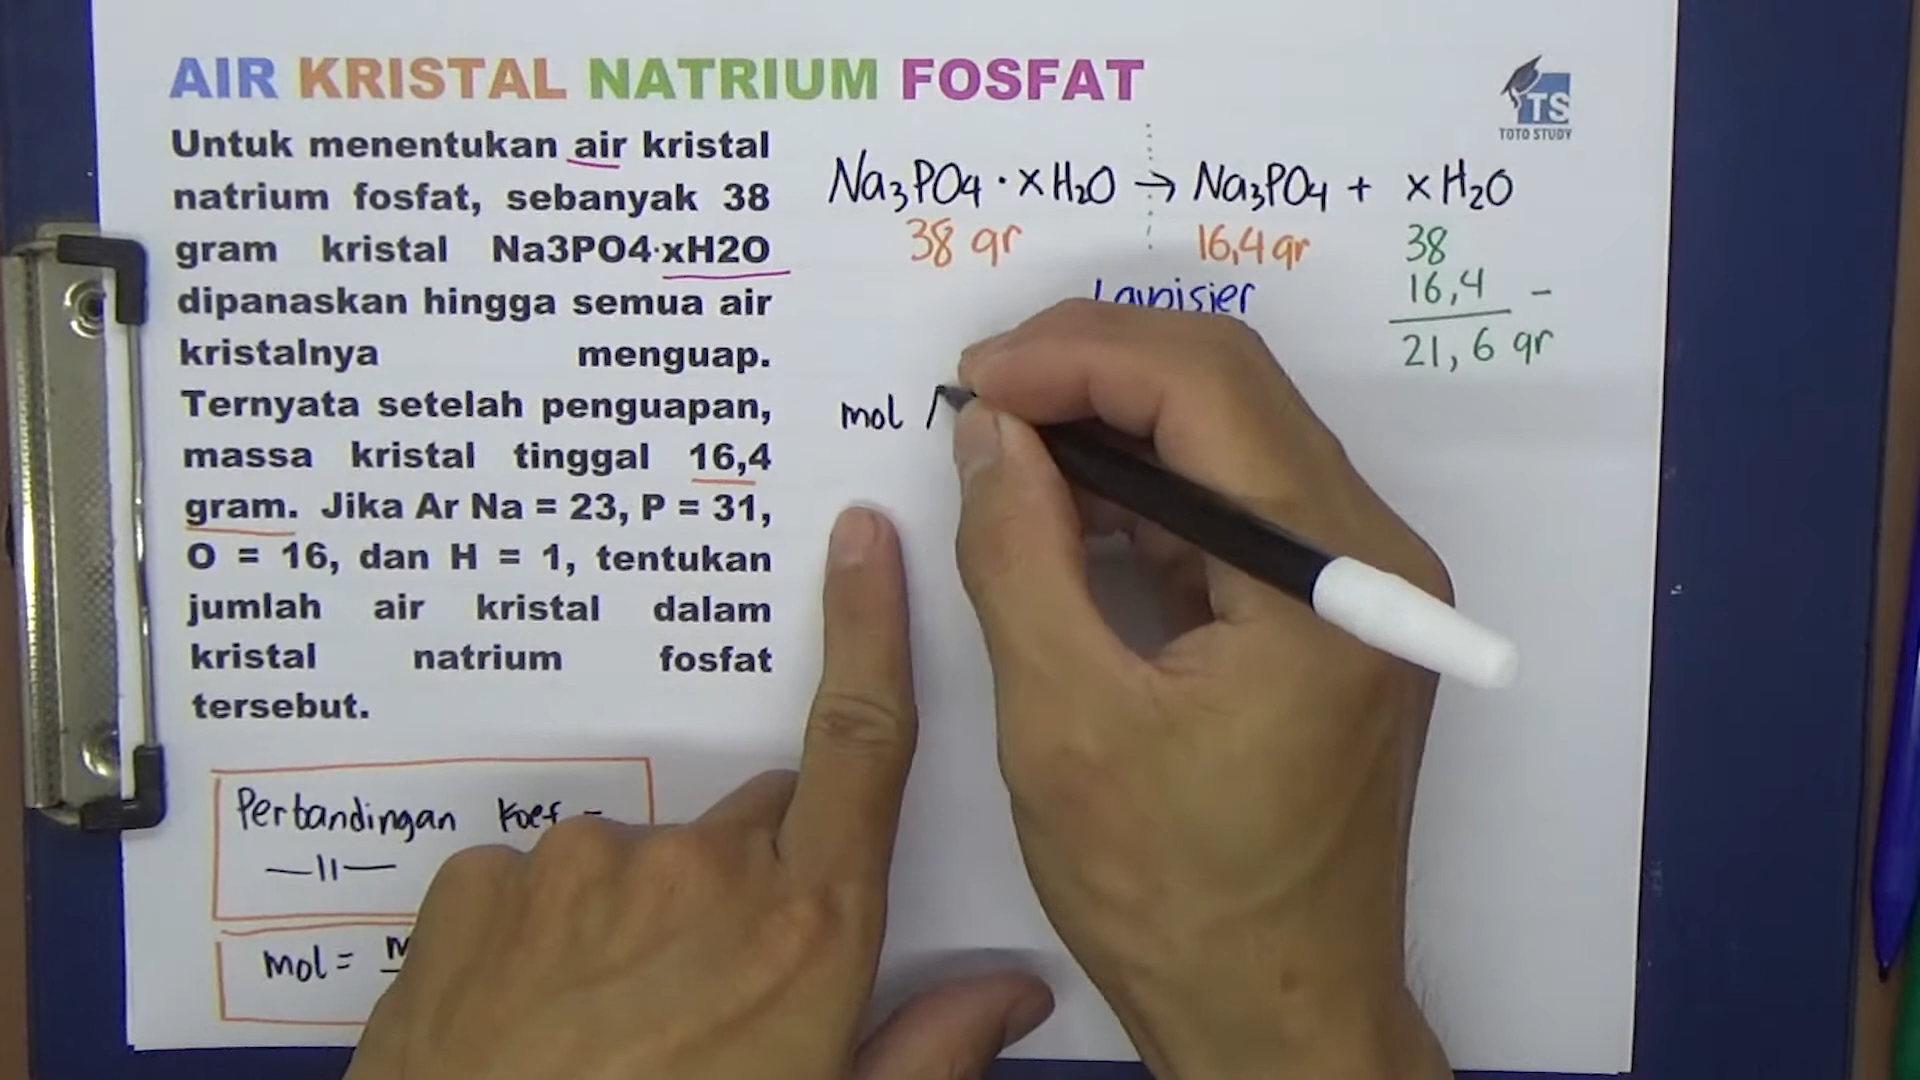 AIR KRISTAL NATRIUM FOSFAT
TS
TOTO STUDY
Untuk menentukan air kristal
natrium fosfat, sebanyak 38
gram kristal Na3PO4·xH2O
dipanaskan hingga semua air
kristalnya menguap.
Ternyata setelah penguapan,
massa kristal tinggal 16,4
gram. Jika Ar Na = 23, P = 31,
O = 16, dan H = 1, tentukan
jumlah air kristal dalam
kristal natrium fosfat
tersebut.
Perbandingan Koef =
—11—
mol =
Na₃PO₄ · x H₂O → Na₃PO₄ + x H₂O
38 gr 16,4 gr 38
16,4 −
21,6 gr
Lavoisier
mol